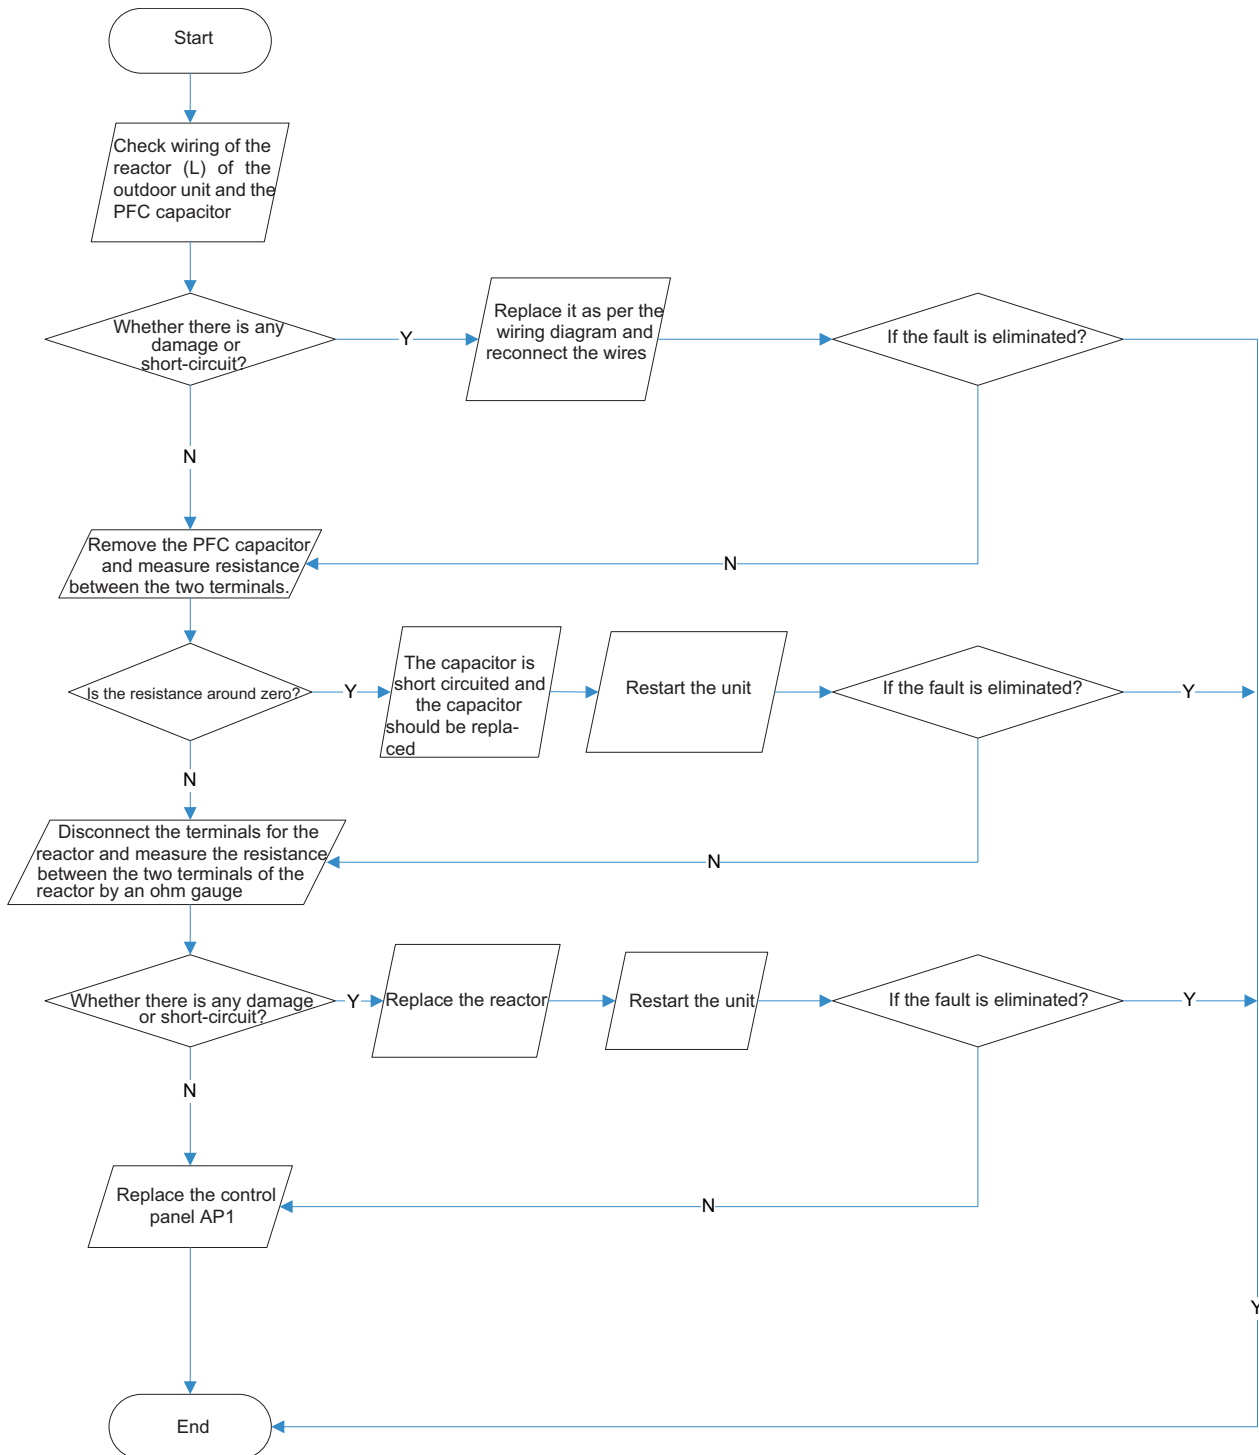 Start
Check wiring of the
reactor (L) of the
outdoor unit and the
PFC capacitor
Whether there is any
damage or
short-circuit?
Y
Replace it as per the
wiring diagram and
reconnect the wires
If the fault is eliminated?
N
Remove the PFC capacitor
and measure resistance
between the two terminals.
N
Is the resistance around zero?
Y
The capacitor is
short circuited and
the capacitor
should be repla-
ced
Restart the unit
If the fault is eliminated?
Y
N
Disconnect the terminals for the
reactor and measure the resistance
between the two terminals of the
reactor by an ohm gauge
N
Whether there is any damage
or short-circuit?
Y
Replace the reactor
Restart the unit
If the fault is eliminated?
Y
N
Replace the control
panel AP1
N
Y
End